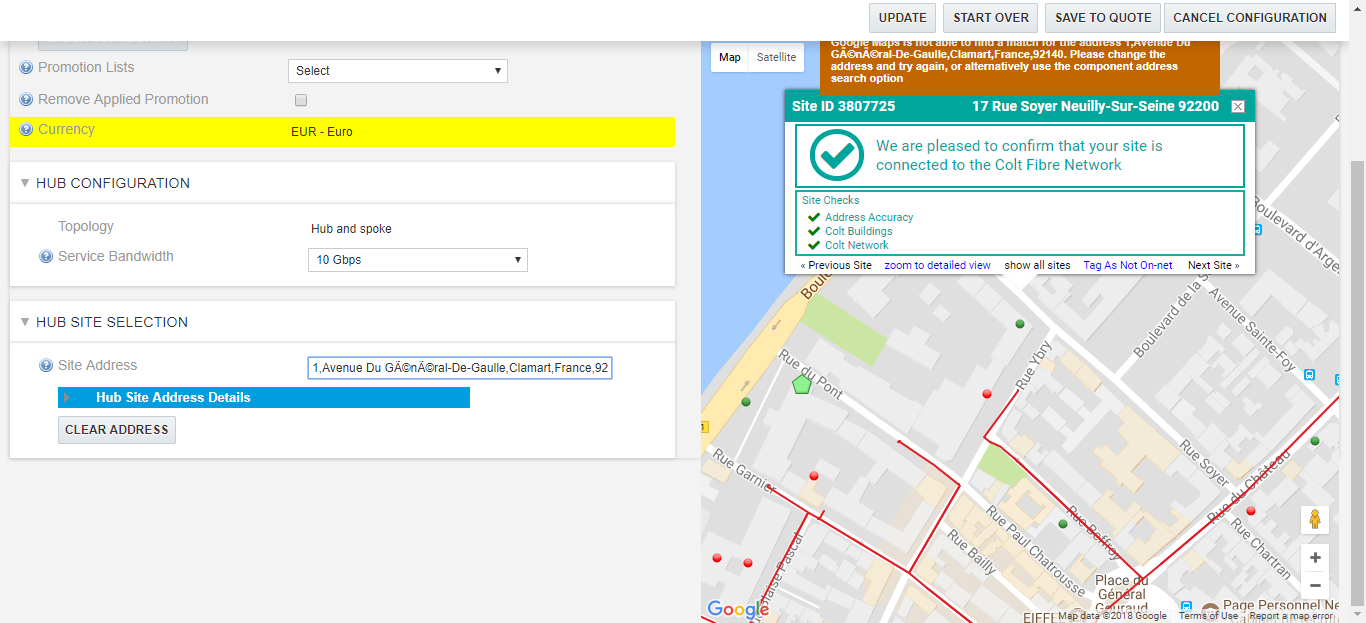 UPDATE
START OVER
SAVE TO QUOTE
CANCEL CONFIGURATION
Promotion Lists
Select
Remove Applied Promotion
Currency
EUR - Euro
HUB CONFIGURATION
Topology
Hub and spoke
Service Bandwidth
10 Gbps
HUB SITE SELECTION
Site Address
1,Avenue Du GÃ©nÃ©ral-De-Gaulle,Clamart,France,92
Hub Site Address Details
CLEAR ADDRESS
Map
Satellite
Google Maps is not able to find a match for the address 1,Avenue Du
GÃ©nÃ©ral-De-Gaulle,Clamart,France,92140. Please change the
address and try again, or alternatively use the component address
search option
Site ID 3807725
17 Rue Soyer Neuilly-Sur-Seine 92200
We are pleased to confirm that your site is
connected to the Colt Fibre Network
Site Checks
Address Accuracy
Colt Buildings
Colt Network
« Previous Site
zoom to detailed view
show all sites
Tag As Not On-net
Next Site »
Boulevard d'Arge
Boulevard de la S
Avenue Sainte-Foy
Boule
Rue du Pont
Rue Ybry
Rue Garnier
Rue Soyer
Rue du Château
Rue Beffroy
Rue Chartran
Rue Paul Chatrousse
Rue Bailly
laise Pascal
Place du
Général
Gouraud
Page Personnel Ne
EIFFE
Google
Map data ©2018 Google
Terms of Use
Report a map error